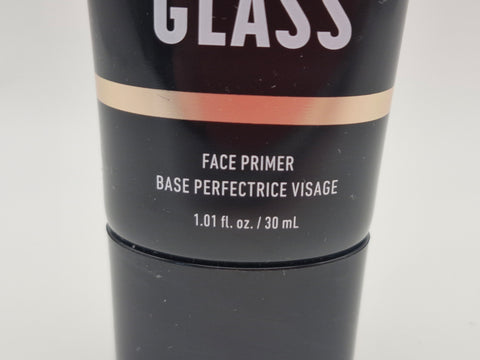 GLASS
FACE PRIMER
BASE PERFECTRICE VISAGE
1.01 fl. oz. / 30 mL